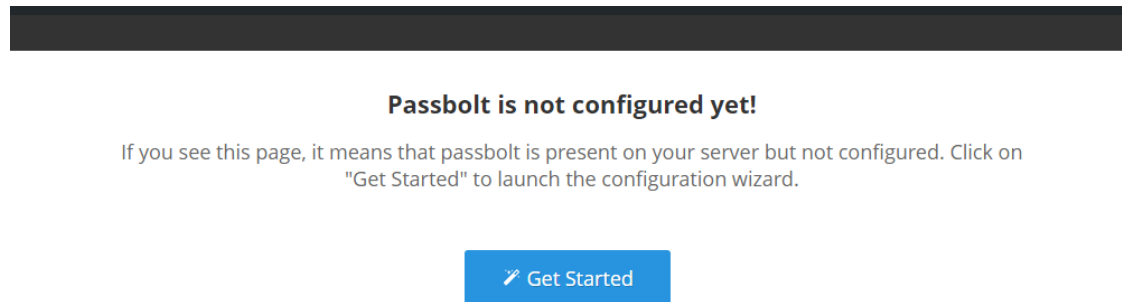 Passbolt is not configured yet!
If you see this page, it means that passbolt is present on your server but not configured. Click on
"Get Started" to launch the configuration wizard.
Get Started